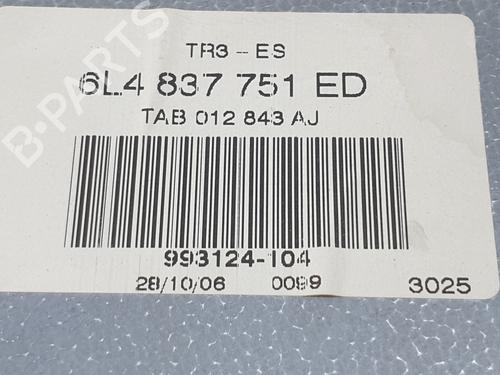 TR3-ES
6L4 837 751 ED
TAB 012 843 AJ
993124-104
28/10/06 0099 3025
B-PARTS